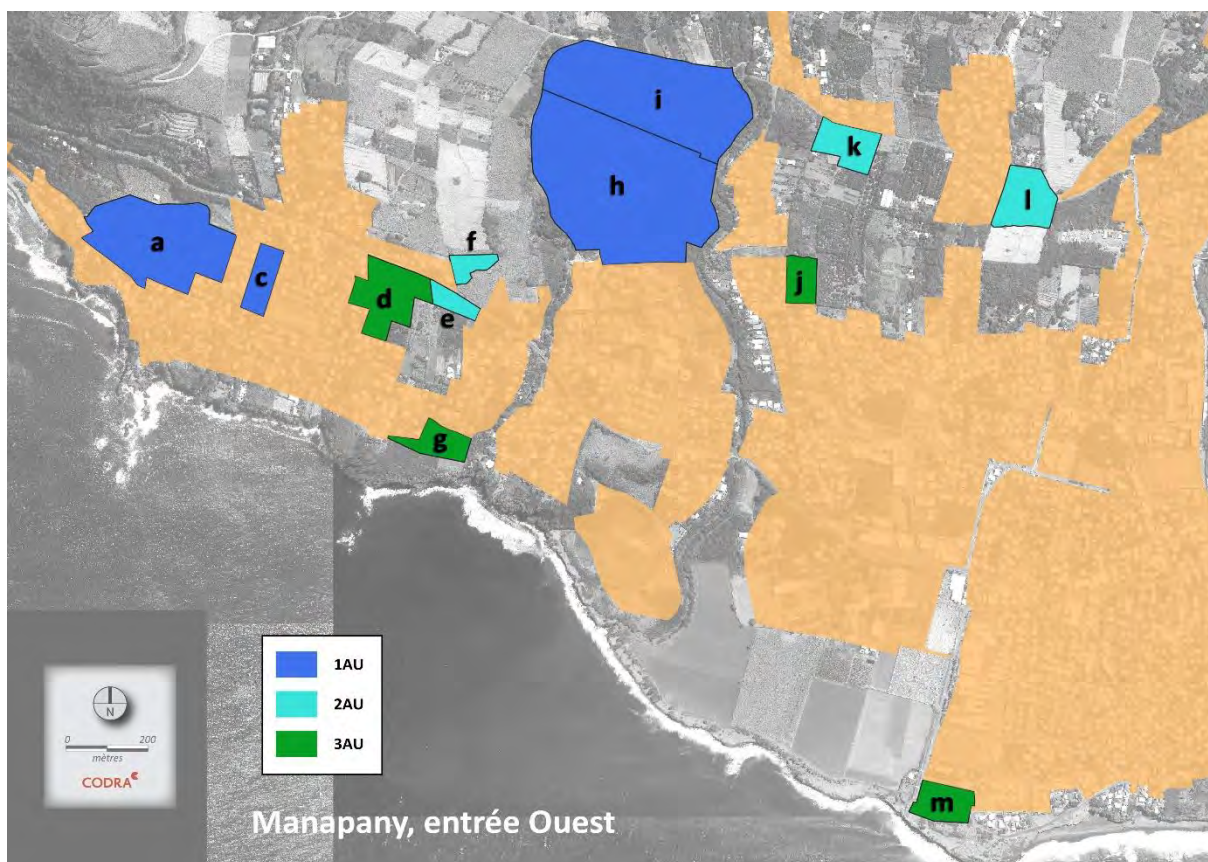 i
k
h
l
a
f
c
j
d
e
g
1AU
2AU
3AU
N
0 200
mètres
CODRA
m
Manapany, entrée Ouest